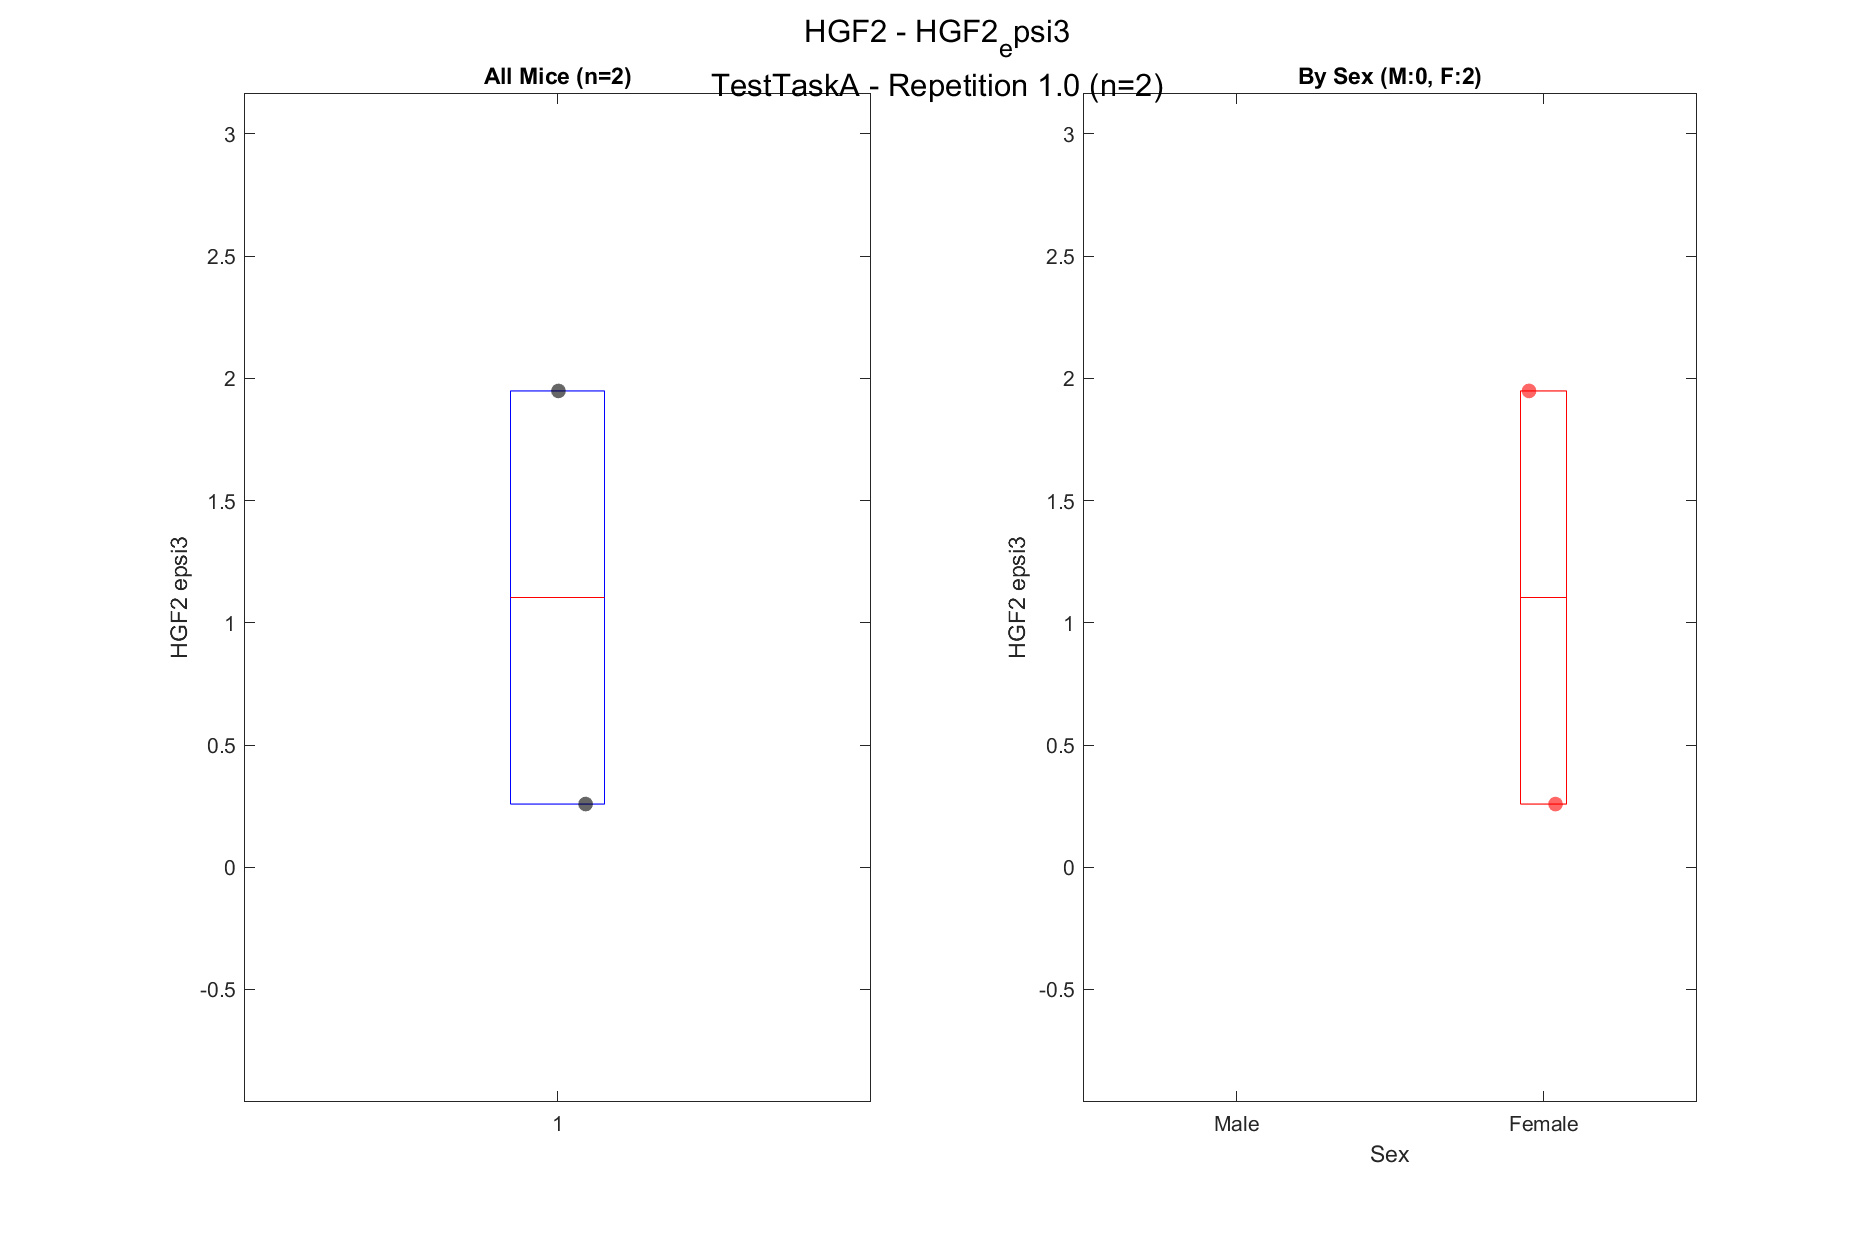 HGF2 - HGF2epsi3
TestTaskA - Repetition 1.0 (n=2)
All Mice (n=2)
3
2.5
2
1.5
1
0.5
0
-0.5
HGF2 epsi3
1
By Sex (M:0, F:2)
3
2.5
2
1.5
1
0.5
0
-0.5
HGF2 epsi3
Male Female
Sex